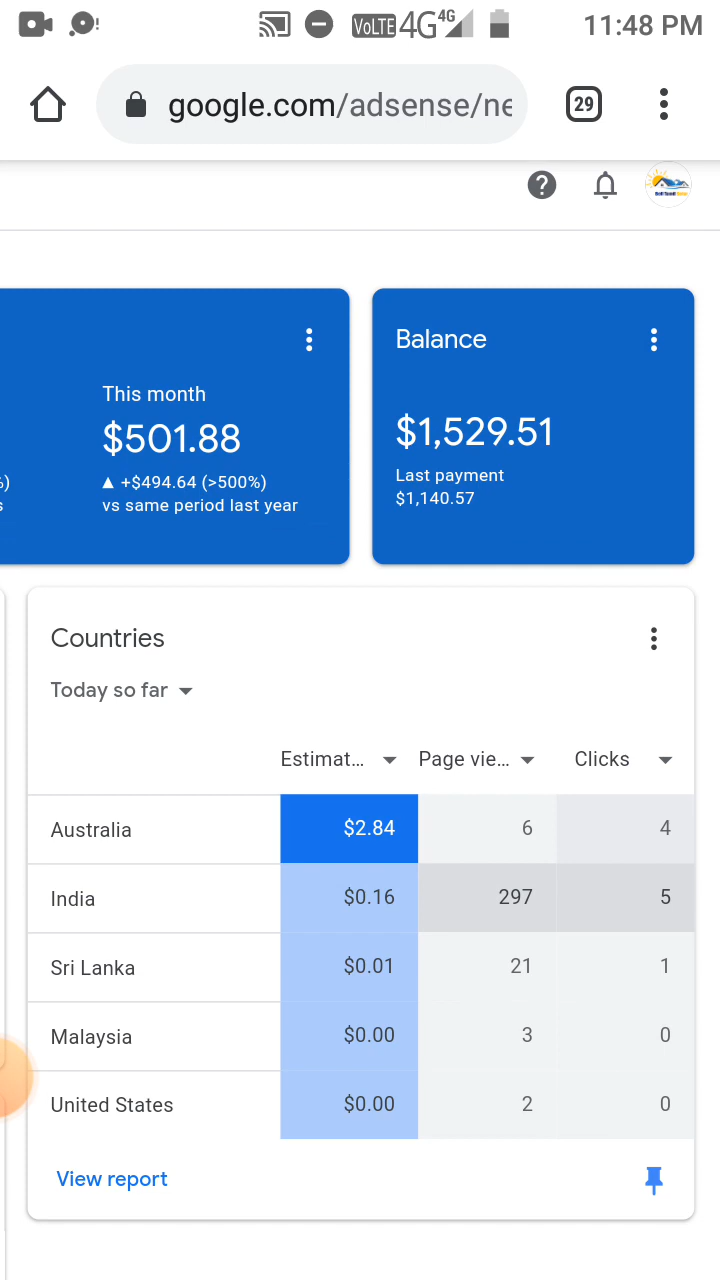 VoLTE 4G 4G 11:48 PM
google.com/adsense/ne 29
This month
$501.88
▲ +$494.64 (>500%)
vs same period last year
Balance
$1,529.51
Last payment
$1,140.57
Countries
Today so far
Estimat... Page vie... Clicks
Australia $2.84 6 4
India $0.16 297 5
Sri Lanka $0.01 21 1
Malaysia $0.00 3 0
United States $0.00 2 0
View report